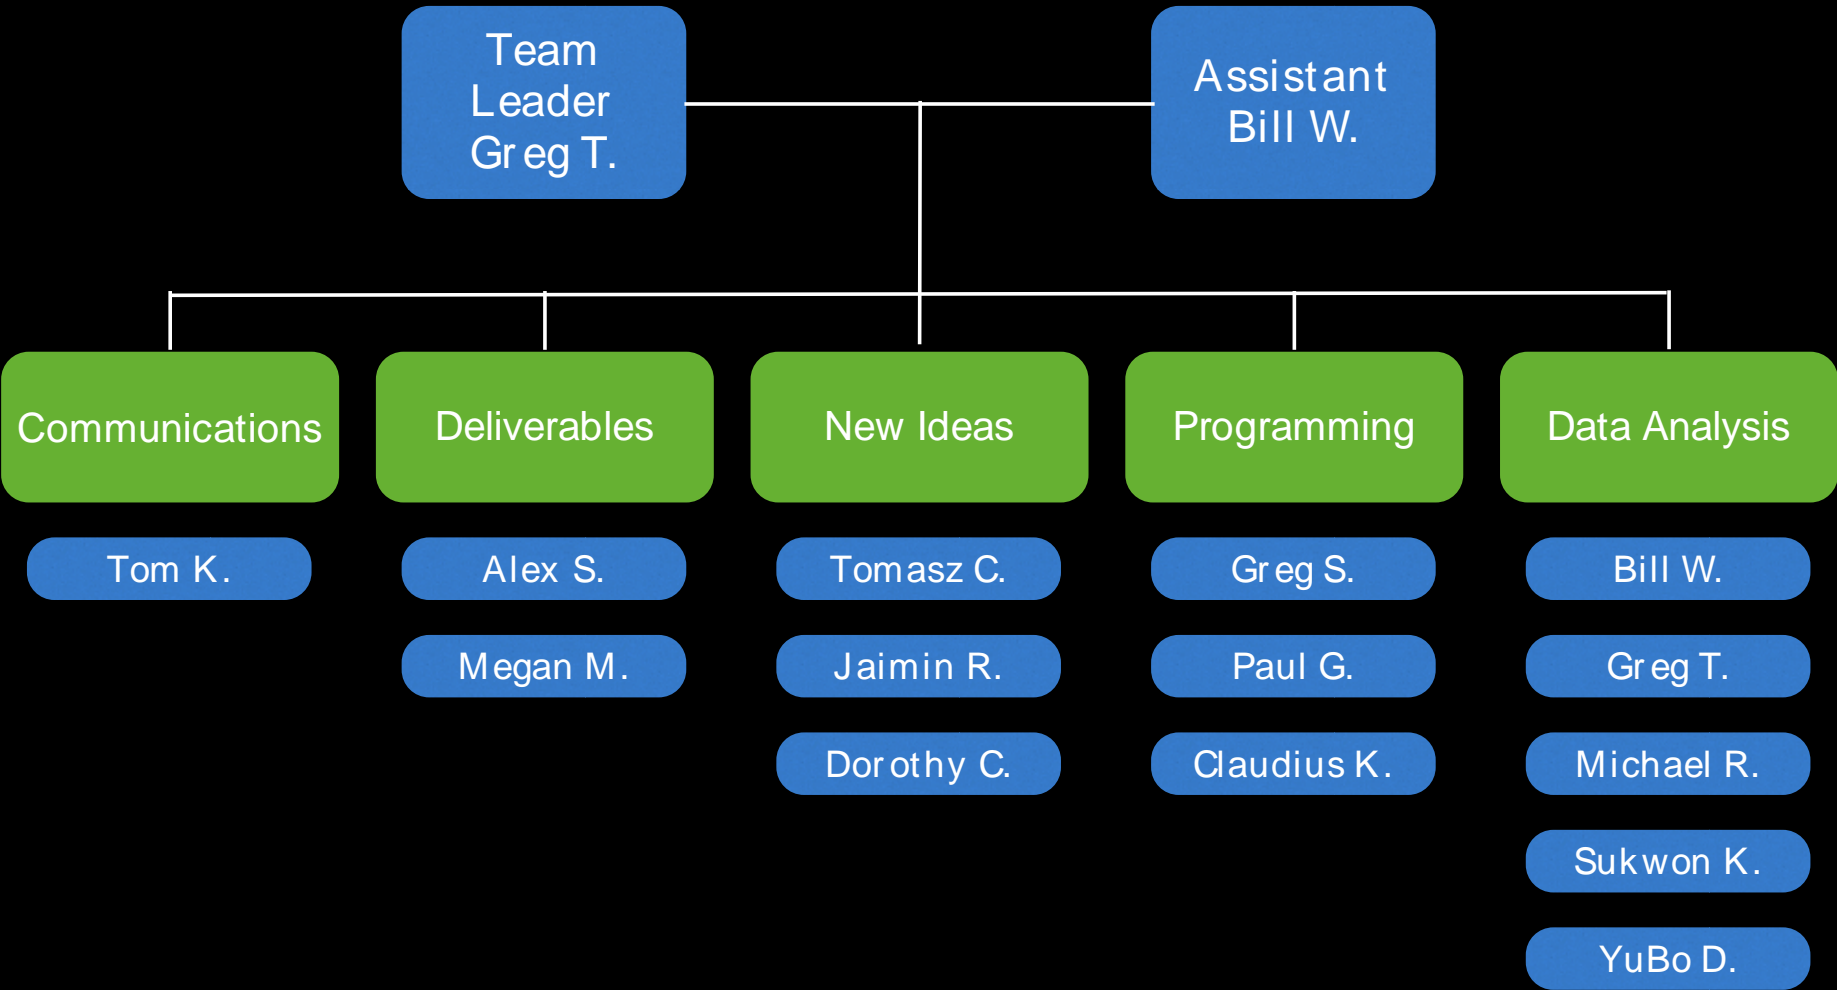 Team
Leader
Greg T.
Assistant
Bill W.
Communications
Deliverables
New Ideas
Programming
Data Analysis
Tom K.
Alex S.
Tomasz C.
Greg S.
Bill W.
Megan M.
Jaimin R.
Paul G.
Greg T.
Dorothy C.
Claudius K.
Michael R.
Sukwon K.
YuBo D.